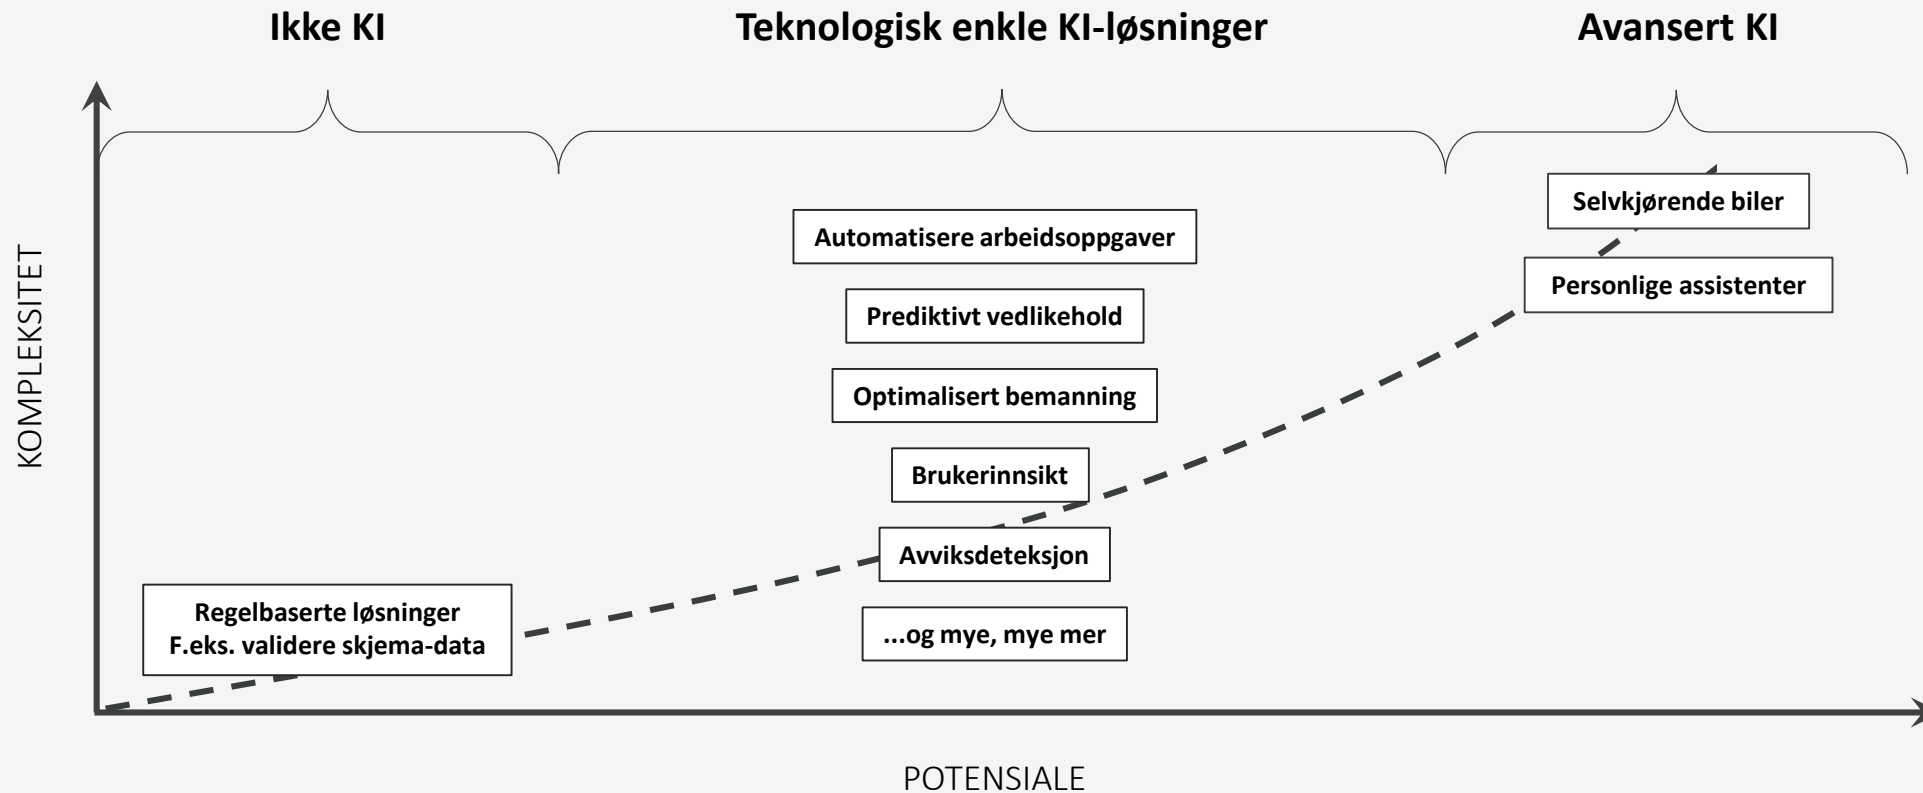 Ikke KI
Teknologisk enkle KI-løsninger
Avansert KI
KOMPLEKSITET
Selvkjørende biler
Automatisere arbeidsoppgaver
Personlige assistenter
Prediktivt vedlikehold
Optimalisert bemanning
Brukerinnsikt
Avviksdeteksjon
Regelbaserte løsninger
F.eks. validere skjema-data
...og mye, mye mer
POTENSIALE